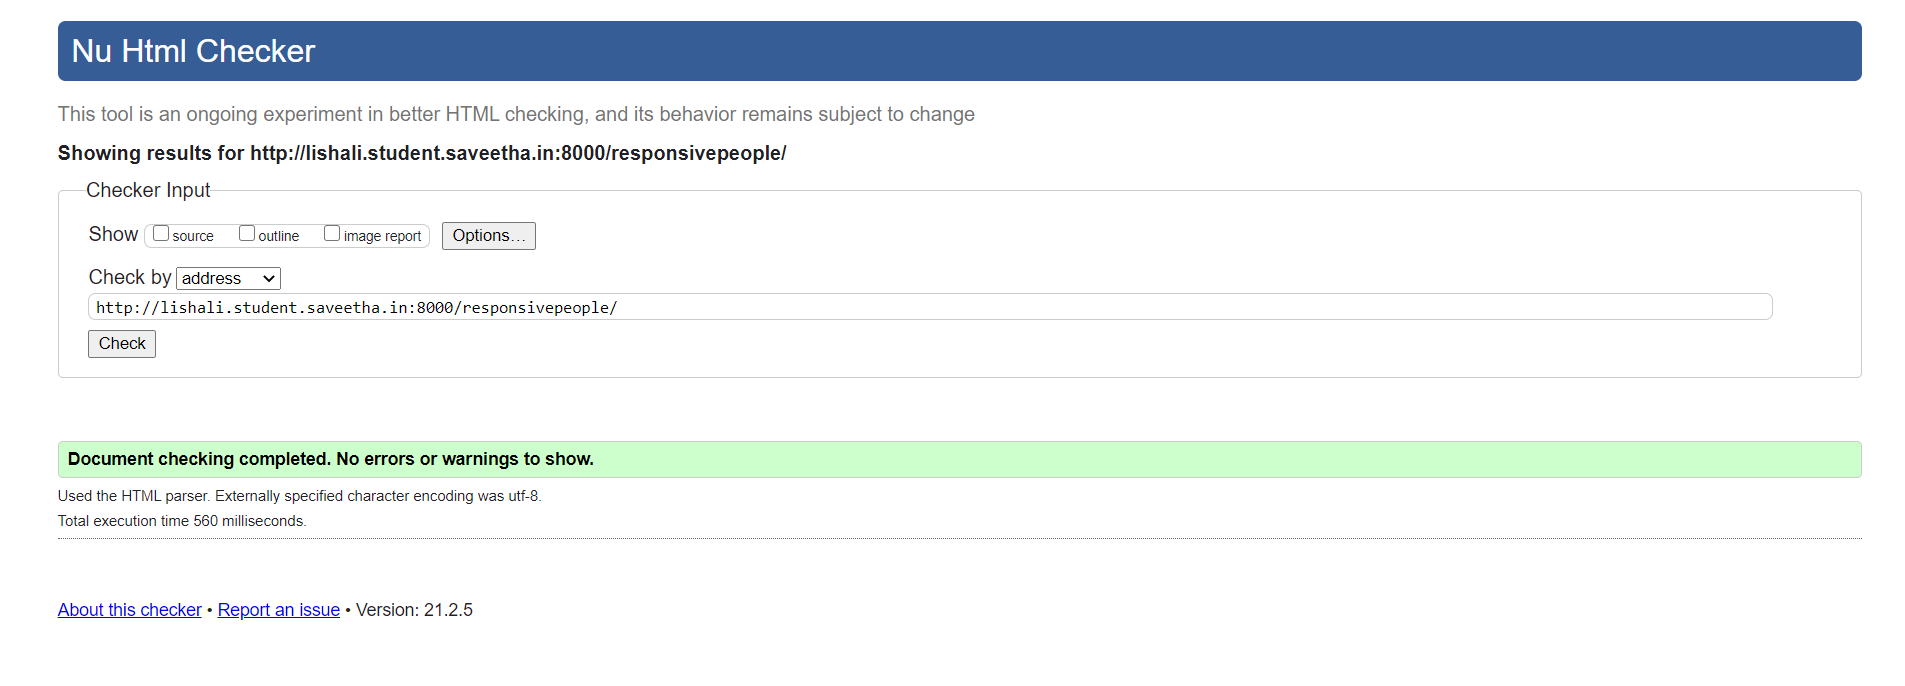 Nu Html Checker
This tool is an ongoing experiment in better HTML checking, and its behavior remains subject to change
Showing results for http://lishali.student.saveetha.in:8000/responsivepeople/
Checker Input
Show source outline image report Options...
Check by address
http://lishali.student.saveetha.in:8000/responsivepeople/
Check
Document checking completed. No errors or warnings to show.
Used the HTML parser. Externally specified character encoding was utf-8.
Total execution time 560 milliseconds.
About this checker • Report an issue • Version: 21.2.5